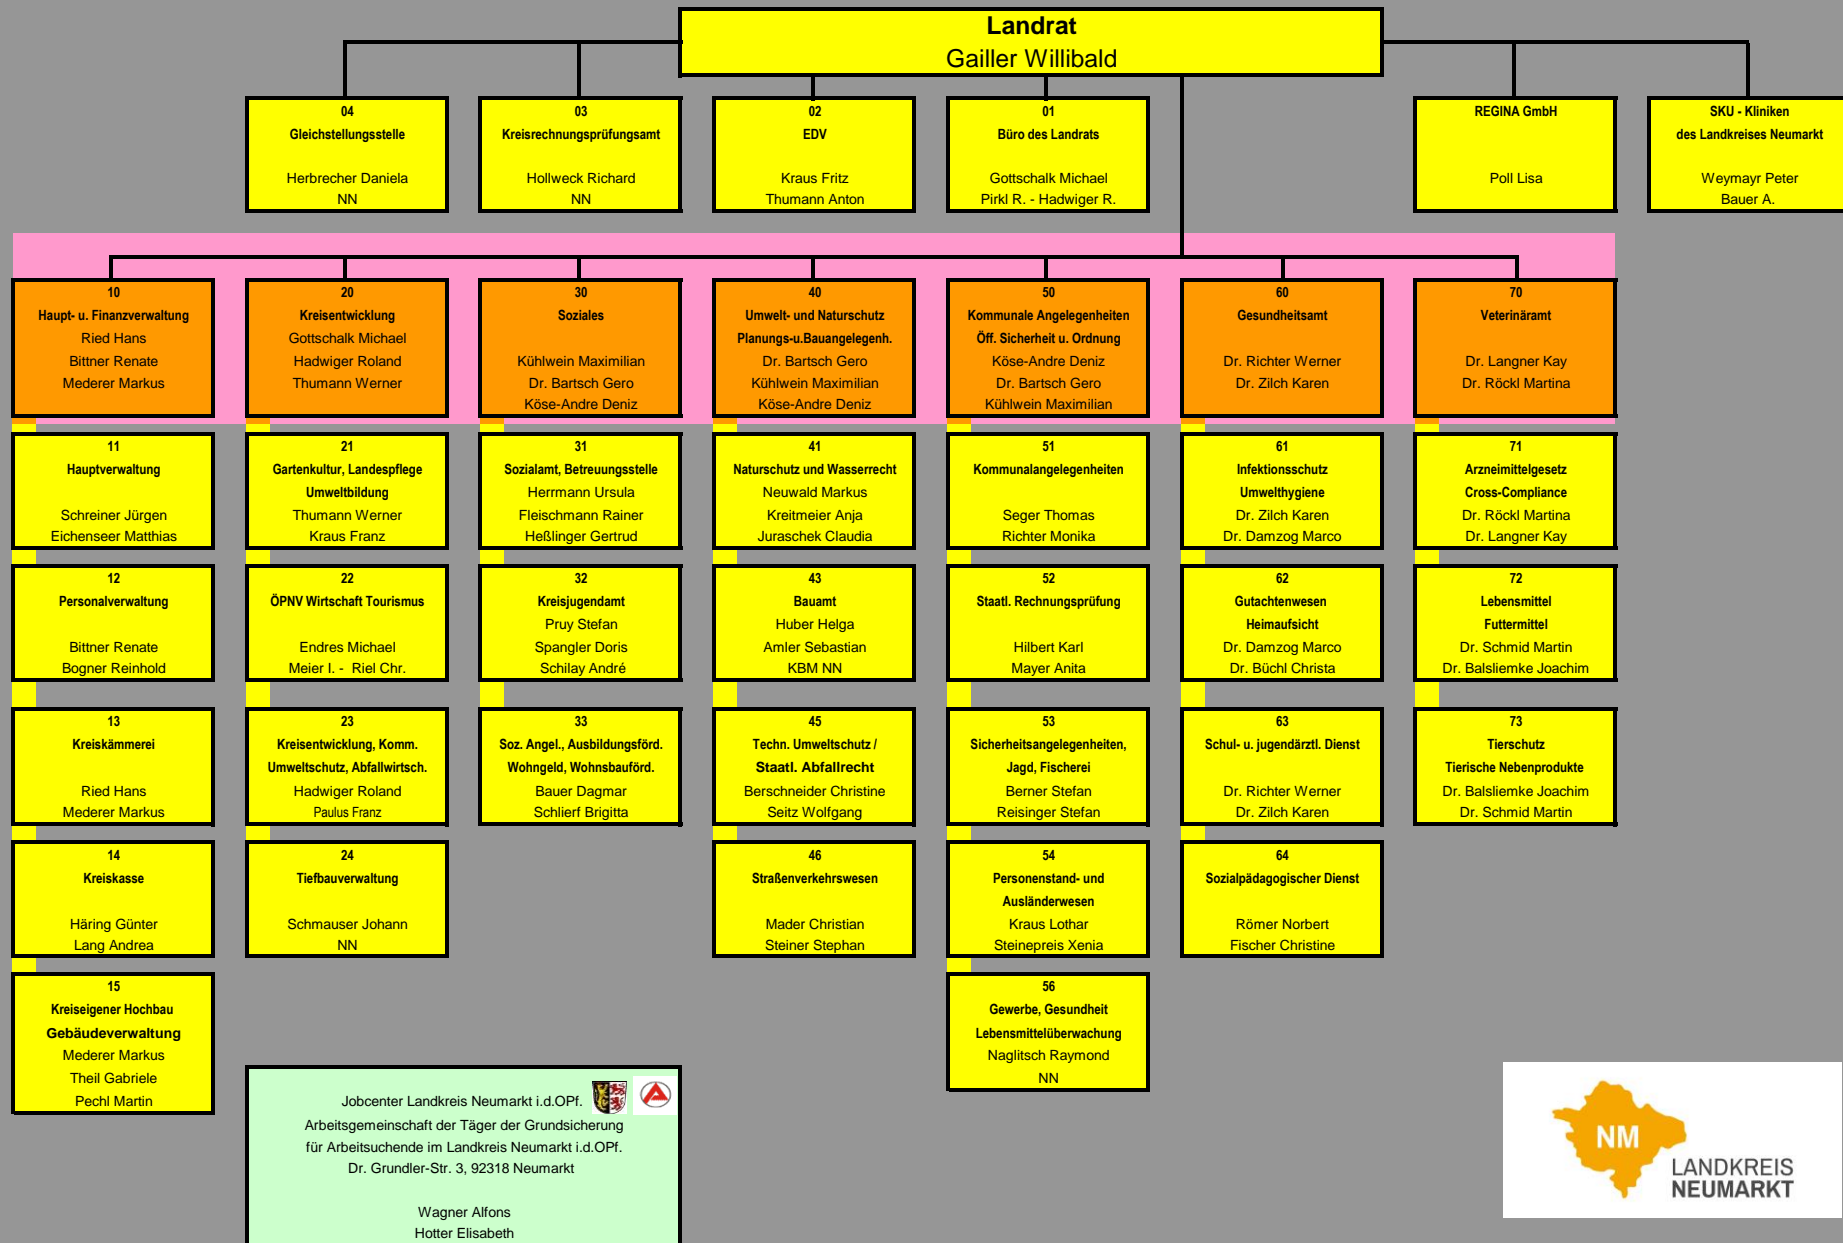 Landrat
Gailler Willibald
04
Gleichstellungsstelle
Herbrecher Daniela
NN
03
Kreisrechnungsprüfungsamt
Hollweck Richard
NN
02
EDV
Kraus Fritz
Thumann Anton
01
Büro des Landrats
Gottschalk Michael
Pirkl R. - Hadwiger R.
REGINA GmbH
Poll Lisa
SKU - Kliniken
des Landkreises Neumarkt
Weymayr Peter
Bauer A.
10
Haupt- u. Finanzverwaltung
Ried Hans
Bittner Renate
Mederer Markus
20
Kreisentwicklung
Gottschalk Michael
Hadwiger Roland
Thumann Werner
30
Soziales
Kühlwein Maximilian
Dr. Bartsch Gero
Köse-Andre Deniz
40
Umwelt- und Naturschutz
Planungs-u.Bauangelegenh.
Dr. Bartsch Gero
Kühlwein Maximilian
Köse-Andre Deniz
50
Kommunale Angelegenheiten
Öff. Sicherheit u. Ordnung
Köse-Andre Deniz
Dr. Bartsch Gero
Kühlwein Maximilian
60
Gesundheitsamt
Dr. Richter Werner
Dr. Zilch Karen
70
Veterinäramt
Dr. Langner Kay
Dr. Röckl Martina
11
Hauptverwaltung
Schreiner Jürgen
Eichenseer Matthias
21
Gartenkultur, Landespflege
Umweltbildung
Thumann Werner
Kraus Franz
31
Sozialamt, Betreuungsstelle
Herrmann Ursula
Fleischmann Rainer
Heßlinger Gertrud
41
Naturschutz und Wasserrecht
Neuwald Markus
Kreitmeier Anja
Juraschek Claudia
51
Kommunalangelegenheiten
Seger Thomas
Richter Monika
61
Infektionsschutz
Umwelthygiene
Dr. Zilch Karen
Dr. Damzog Marco
71
Arzneimittelgesetz
Cross-Compliance
Dr. Röckl Martina
Dr. Langner Kay
12
Personalverwaltung
Bittner Renate
Bogner Reinhold
22
ÖPNV Wirtschaft Tourismus
Endres Michael
Meier I. - Riel Chr.
32
Kreisjugendamt
Pruy Stefan
Spangler Doris
Schilay André
43
Bauamt
Huber Helga
Amler Sebastian
KBM NN
52
Staatl. Rechnungsprüfung
Hilbert Karl
Mayer Anita
62
Gutachtenwesen
Heimaufsicht
Dr. Damzog Marco
Dr. Büchl Christa
72
Lebensmittel
Futtermittel
Dr. Schmid Martin
Dr. Balsliemke Joachim
13
Kreiskämmerei
Ried Hans
Mederer Markus
23
Kreisentwicklung, Komm.
Umweltschutz, Abfallwirtsch.
Hadwiger Roland
Paulus Franz
33
Soz. Angel., Ausbildungsförd.
Wohngeld, Wohnsbauförd.
Bauer Dagmar
Schlierf Brigitta
45
Techn. Umweltschutz /
Staatl. Abfallrecht
Berschneider Christine
Seitz Wolfgang
53
Sicherheitsangelegenheiten,
Jagd, Fischerei
Berner Stefan
Reisinger Stefan
63
Schul- u. jugendärztl. Dienst
Dr. Richter Werner
Dr. Zilch Karen
73
Tierschutz
Tierische Nebenprodukte
Dr. Balsliemke Joachim
Dr. Schmid Martin
14
Kreiskasse
Häring Günter
Lang Andrea
24
Tiefbauverwaltung
Schmauser Johann
NN
46
Straßenverkehrswesen
Mader Christian
Steiner Stephan
54
Personenstand- und
Ausländerwesen
Kraus Lothar
Steinepreis Xenia
64
Sozialpädagogischer Dienst
Römer Norbert
Fischer Christine
15
Kreiseigener Hochbau
Gebäudeverwaltung
Mederer Markus
Theil Gabriele
Pechl Martin
56
Gewerbe, Gesundheit
Lebensmittelüberwachung
Naglitsch Raymond
NN
Jobcenter Landkreis Neumarkt i.d.OPf.
Arbeitsgemeinschaft der Täger der Grundsicherung
für Arbeitsuchende im Landkreis Neumarkt i.d.OPf.
Dr. Grundler-Str. 3, 92318 Neumarkt
Wagner Alfons
Hotter Elisabeth
NM
LANDKREIS
NEUMARKT